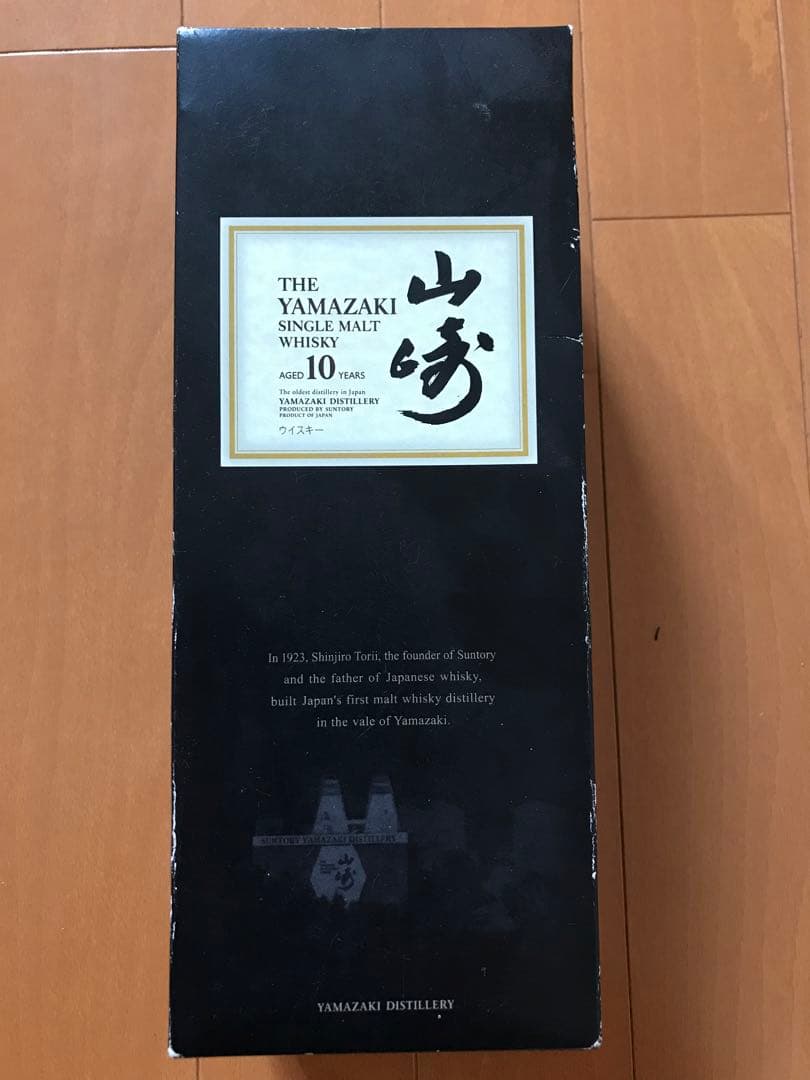 THE
YAMAZAKI
SINGLE MALT
WHISKY
AGED 10 YEARS
The oldest distillery in Japan
YAMAZAKI DISTILLERY
PRODUCED BY SUNTORY
PRODUCT OF JAPAN
ウイスキー
山崎
In 1923, Shinjiro Torii, the founder of Suntory
and the father of Japanese whisky,
built Japan's first malt whisky distillery
in the vale of Yamazaki.
SUNTORY YAMAZAKI DISTILLERY
山崎
YAMAZAKI DISTILLERY